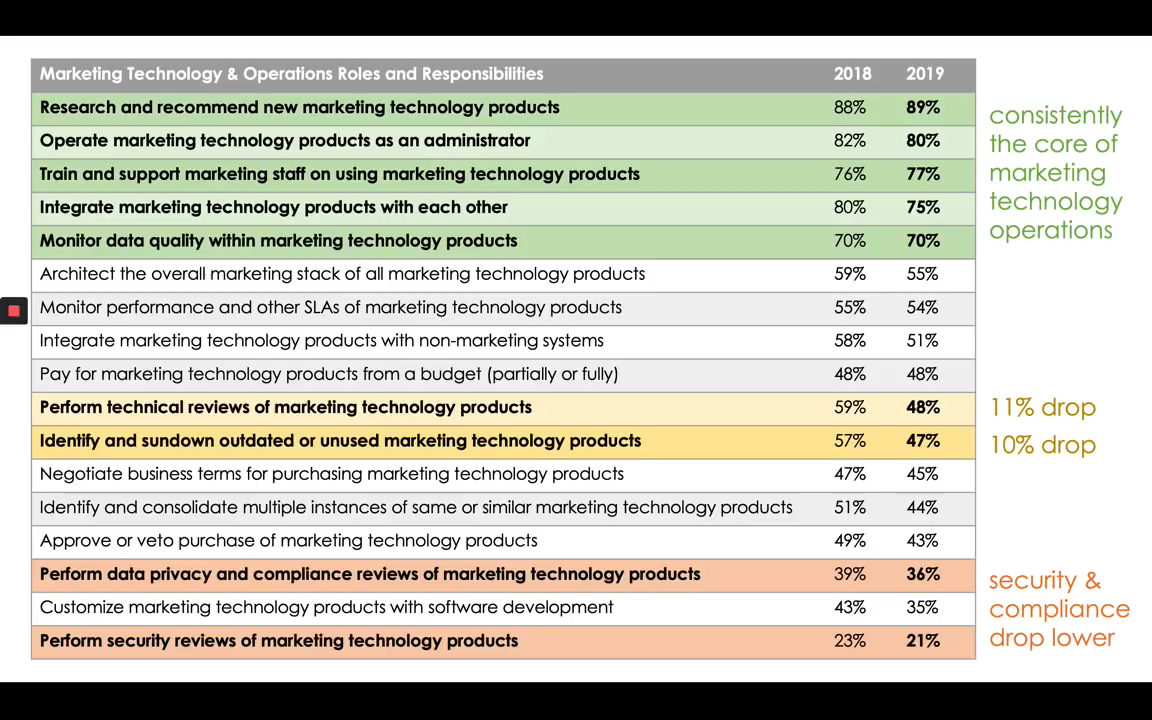 Marketing Technology & Operations Roles and Responsibilities 2018 2019
Research and recommend new marketing technology products 88% 89%
Operate marketing technology products as an administrator 82% 80%
Train and support marketing staff on using marketing technology products 76% 77%
Integrate marketing technology products with each other 80% 75%
Monitor data quality within marketing technology products 70% 70%
Architect the overall marketing stack of all marketing technology products 59% 55%
Monitor performance and other SLAs of marketing technology products 55% 54%
Integrate marketing technology products with non-marketing systems 58% 51%
Pay for marketing technology products from a budget (partially or fully) 48% 48%
Perform technical reviews of marketing technology products 59% 48%
Identify and sundown outdated or unused marketing technology products 57% 47%
Negotiate business terms for purchasing marketing technology products 47% 45%
Identify and consolidate multiple instances of same or similar marketing technology products 51% 44%
Approve or veto purchase of marketing technology products 49% 43%
Perform data privacy and compliance reviews of marketing technology products 39% 36%
Customize marketing technology products with software development 43% 35%
Perform security reviews of marketing technology products 23% 21%
consistently
the core of
marketing
technology
operations
11% drop
10% drop
security &
compliance
drop lower